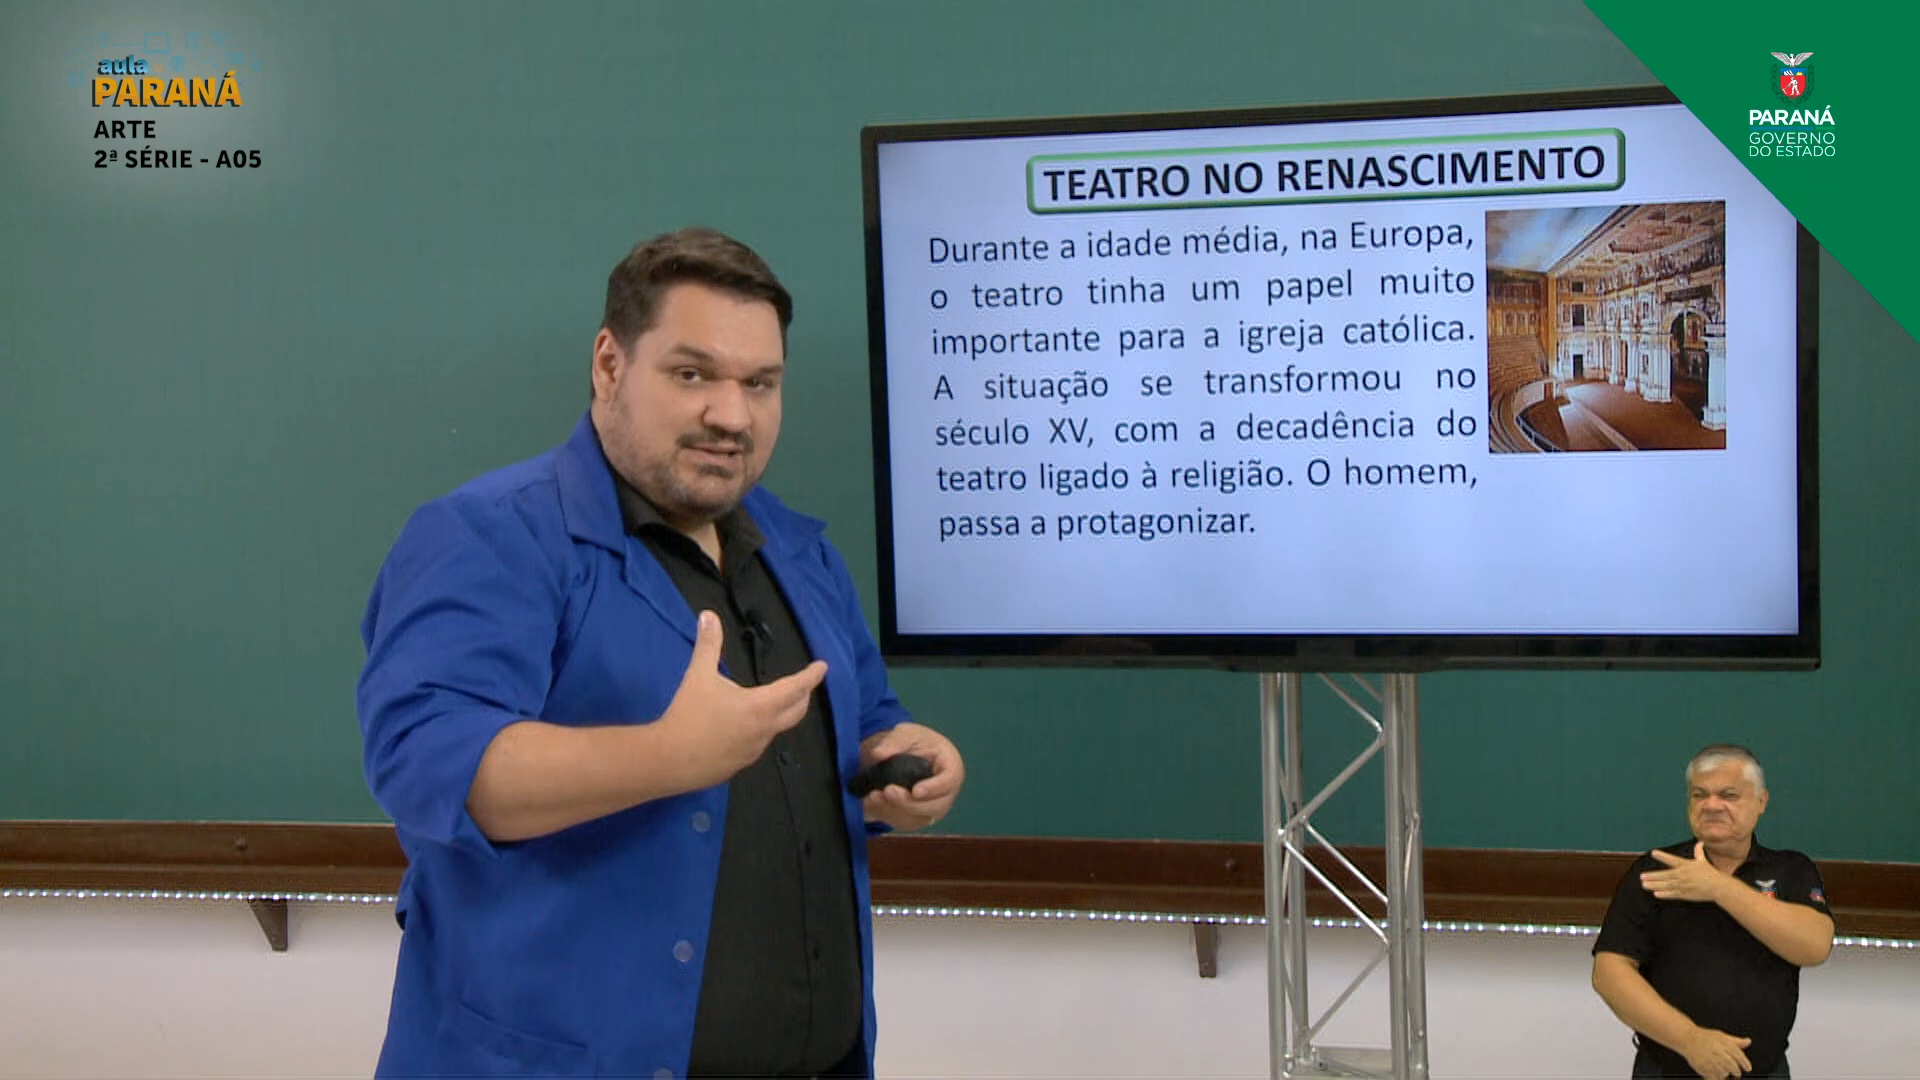 aula
PARANÁ
ARTE
2ª SÉRIE - A05
PARANÁ
GOVERNO
DO ESTADO
TEATRO NO RENASCIMENTO
Durante a idade média, na Europa,
o teatro tinha um papel muito
importante para a igreja católica.
A situação se transformou no
século XV, com a decadência do
teatro ligado à religião. O homem,
passa a protagonizar.